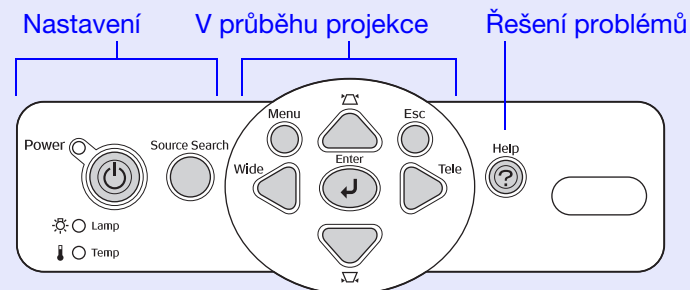 Nastavení V průběhu projekce Řešení problémů
Menu Esc
Power Source Search Help
Wide Enter Tele
?
Lamp
Temp